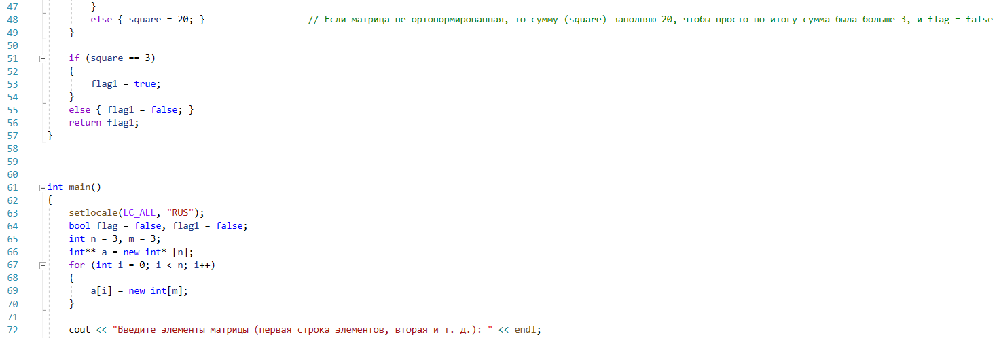 47 }
48 else { square = 20; } // Если матрица не ортонормированная, то сумму (square) заполняю 20, чтобы просто по итогу сумма была больше 3, и flag = false
49 }
50
51 if (square == 3)
52 {
53 flag1 = true;
54 }
55 else { flag1 = false; }
56 return flag1;
57 }
58
59
60
61 int main()
62 {
63 setlocale(LC_ALL, "RUS");
64 bool flag = false, flag1 = false;
65 int n = 3, m = 3;
66 int** a = new int* [n];
67 for (int i = 0; i < n; i++)
68 {
69 a[i] = new int[m];
70 }
71
72 cout << "Введите элементы матрицы (первая строка элементов, вторая и т. д.): " << endl;